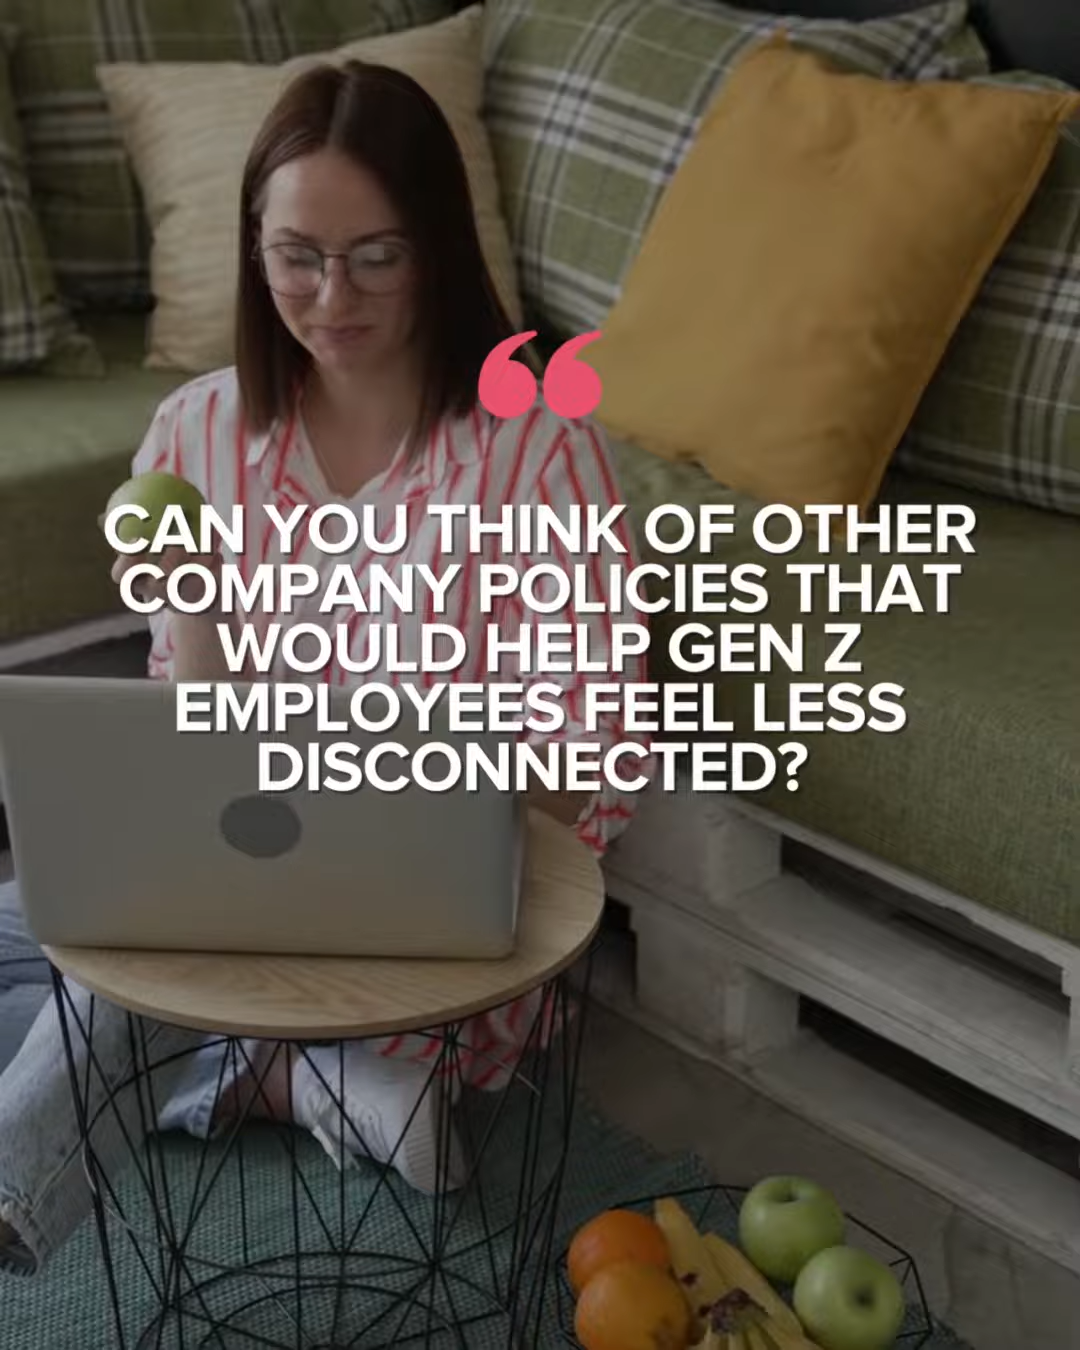 CAN YOU THINK OF OTHER
COMPANY POLICIES THAT
WOULD HELP GEN Z
EMPLOYEES FEEL LESS
DISCONNECTED?